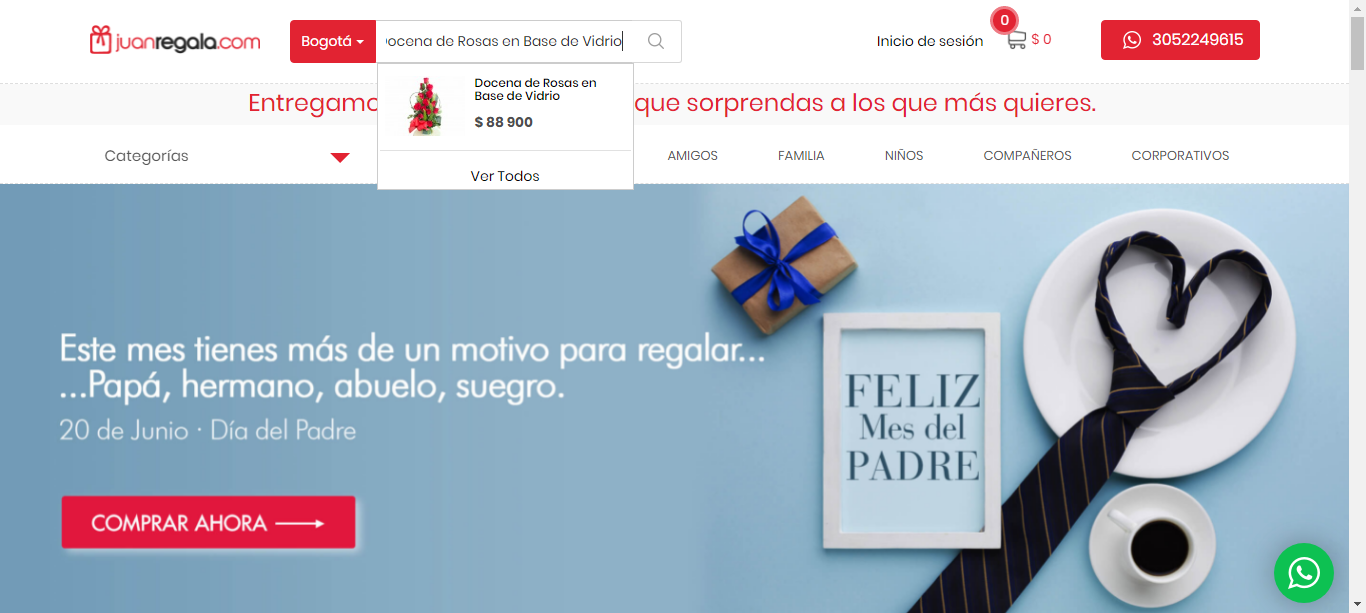 juanregala.com
Bogotá
Docena de Rosas en Base de Vidrio
Inicio de sesión
0
$ 0
3052249615
que sorprendas a los que más quieres.
Docena de Rosas en
Base de Vidrio
$ 88 900
Ver Todos
Categorías
AMIGOS
FAMILIA
NIÑOS
COMPAÑEROS
CORPORATIVOS
Este mes tienes más de un motivo para regalar...
...Papá, hermano, abuelo, suegro.
20 de Junio · Día del Padre
COMPRAR AHORA
FELIZ
Mes del
PADRE